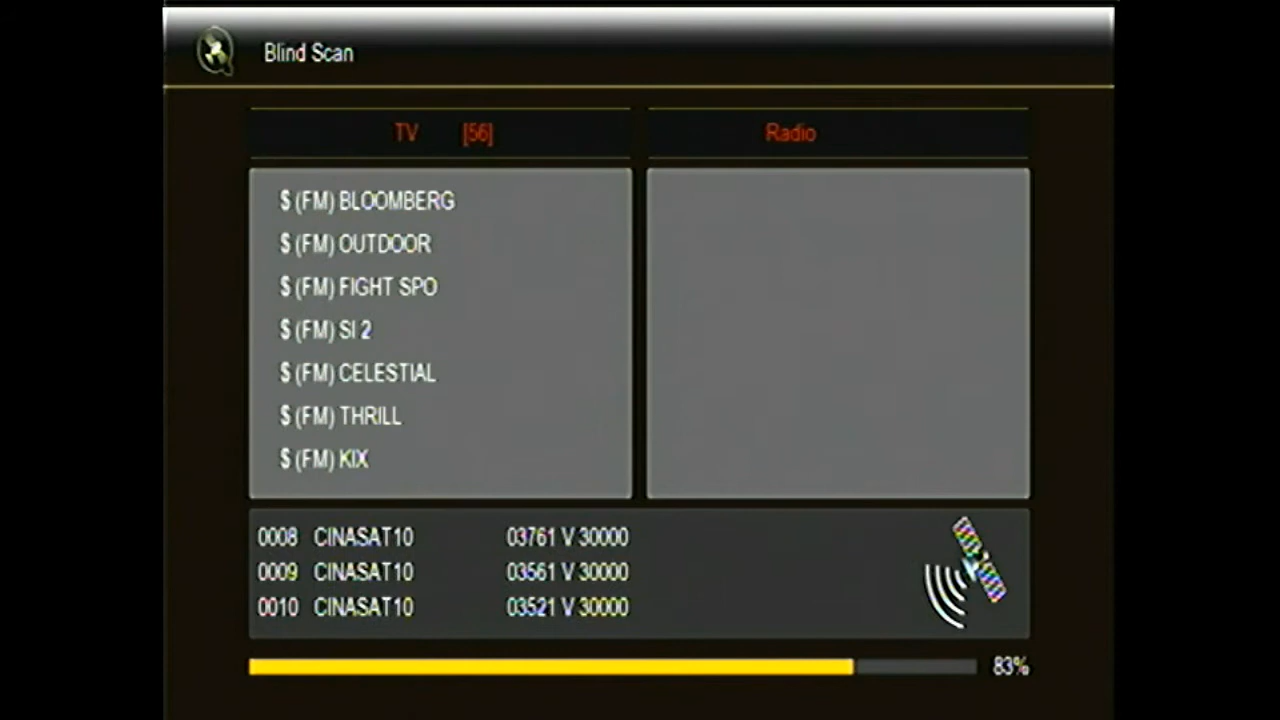 Blind Scan
TV [56]
Radio
$ (FM) BLOOMBERG
$ (FM) OUTDOOR
$ (FM) FIGHT SPO
$ (FM) SI 2
$ (FM) CELESTIAL
$ (FM) THRILL
$ (FM) KIX
0008 CINASAT10 03761 V 30000
0009 CINASAT10 03561 V 30000
0010 CINASAT10 03521 V 30000
83%